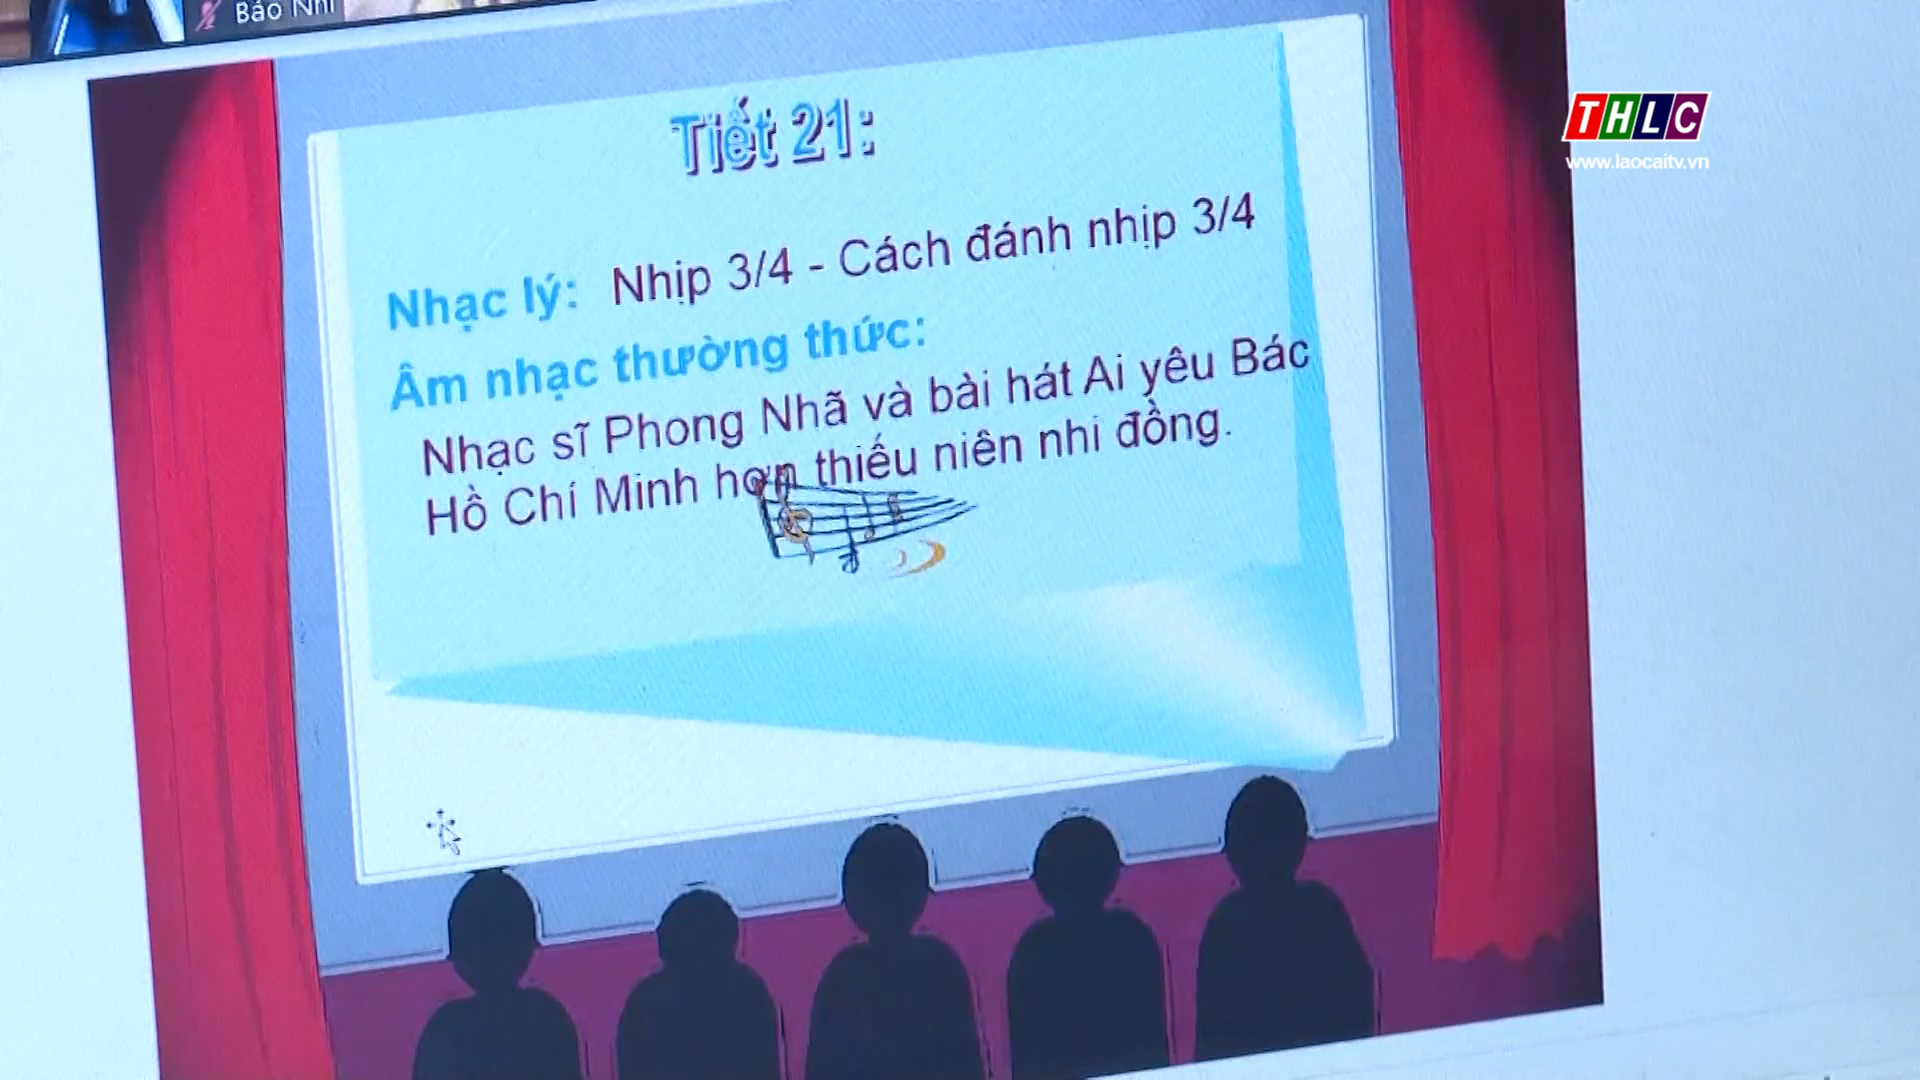 Bảo Nhi
THLC
www.laocaitv.vn
Tiết 21:
Nhạc lý: Nhịp 3/4 - Cách đánh nhịp 3/4
Âm nhạc thường thức:
Nhạc sĩ Phong Nhã và bài hát Ai yêu Bác
Hồ Chí Minh hơn thiếu niên nhi đồng.